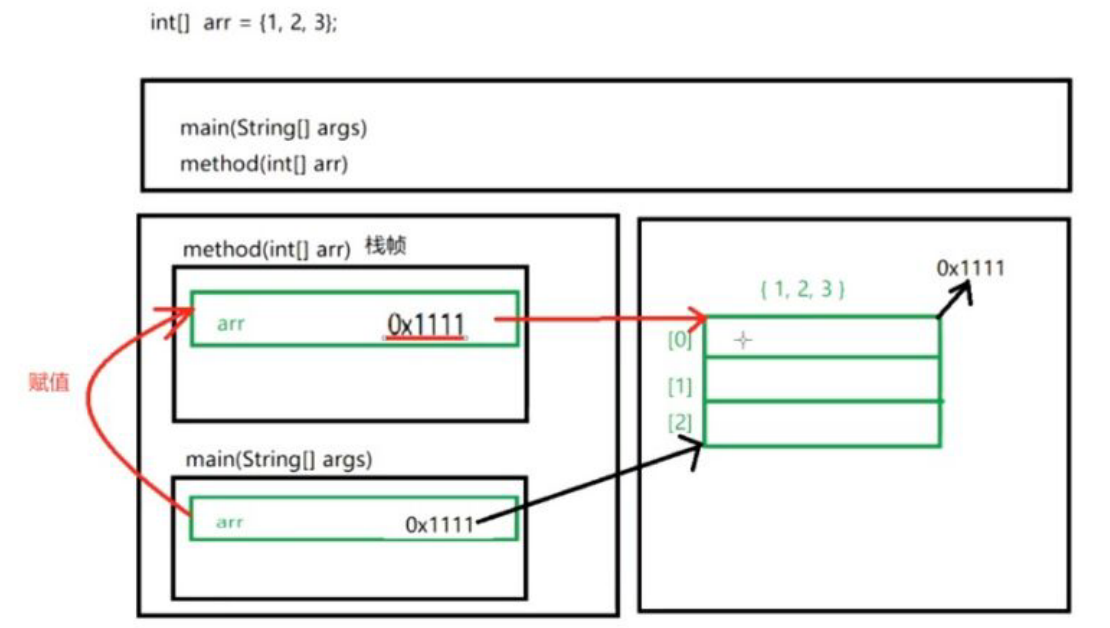 int[] arr = {1, 2, 3};
main(String[] args)
method(int[] arr)
method(int[] arr) 栈帧
arr 0x1111
赋值
main(String[] args)
arr 0x1111
0x1111
{ 1, 2, 3 }
[0]
[1]
[2]